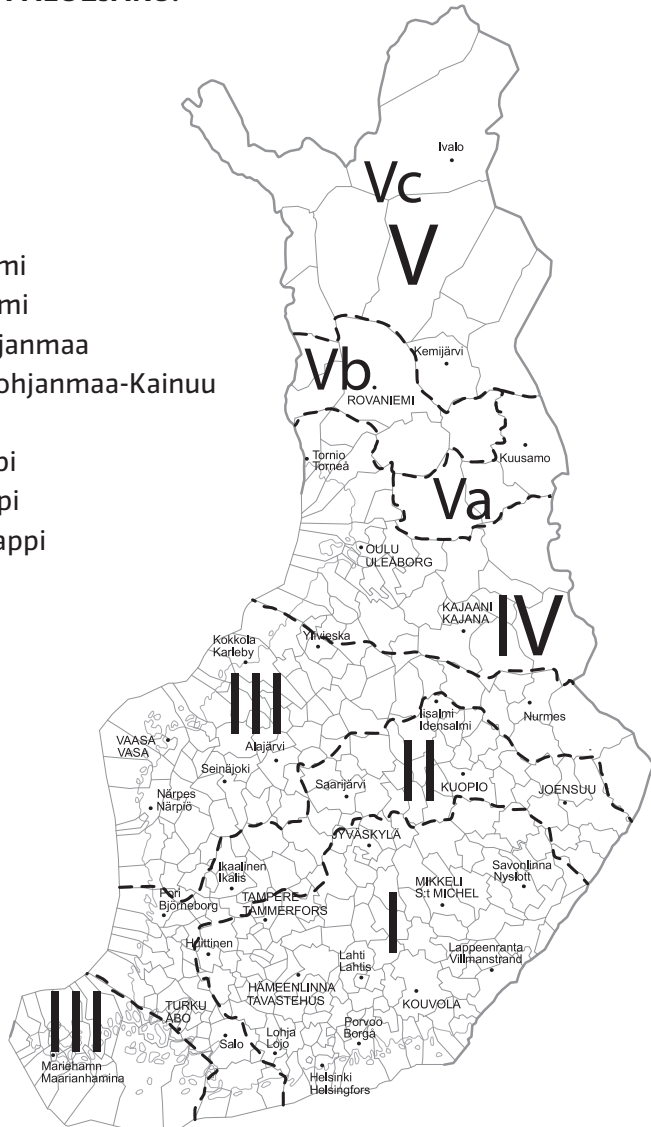 Ivalo
Vc
V
mi
mi
janmaa
ohjanmaa-Kainuu
pi
pi
appi
Kemijärvi
Vb
ROVANIEMI
Kuusamo
Tornio
Torneå
Va
OULU
ULEÅBORG
KAJAANI
KAJANA
IV
Kokkola
Karleby
Ylivieska
III
Iisalmi
Idensalmi
Nurmes
VAASA
VASA
Alajärvi
II
Seinäjoki
Saarijärvi
KUOPIO
JOENSUU
Närpes
Närpiö
JYVÄSKYLÄ
Ikaalinen
Ikalis
Savonlinna
Nyslott
MIKKELI
S:t MICHEL
Pori
Björneborg
TAMPERE
TAMMERFORS
I
Huittinen
Lahti
Lahtis
Lappeenranta
Villmanstrand
HÄMEENLINNA
TAVASTEHUS
KOUVOLA
III
TURKU
ÅBO
Salo
Lohja
Lojo
Porvoo
Borgå
Mariehamn
Maarianhamina
Helsinki
Helsingfors